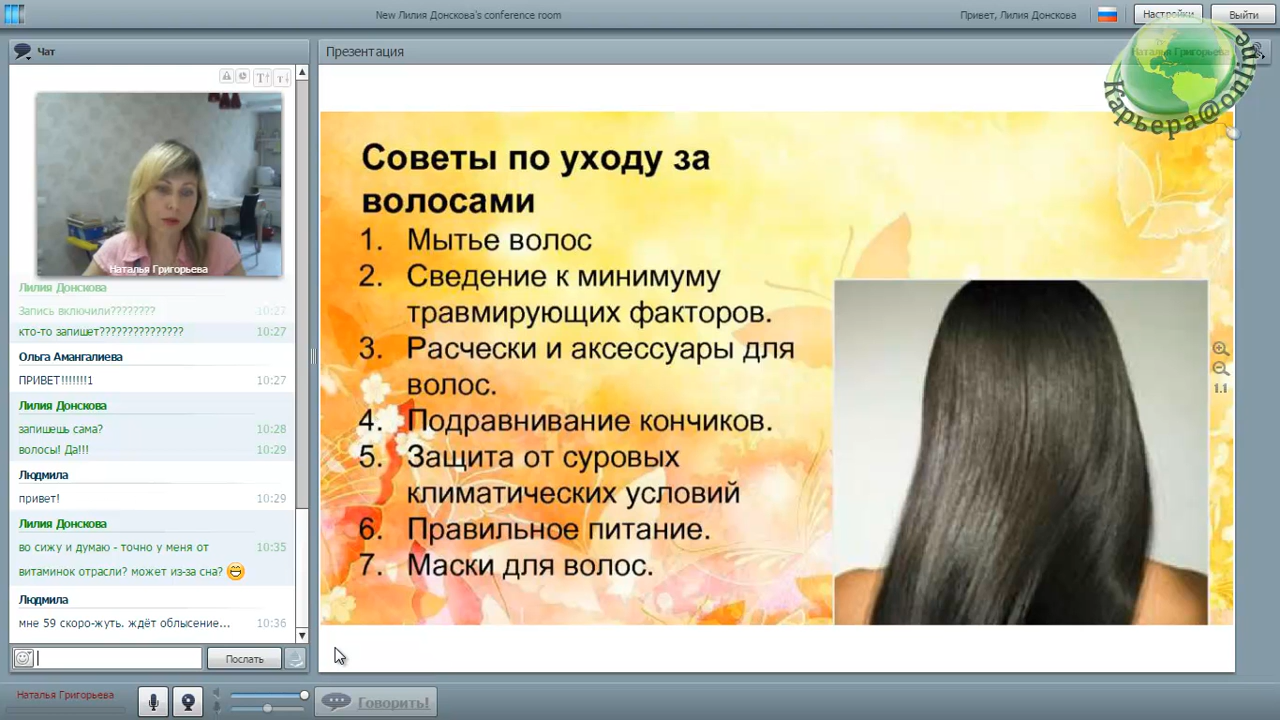 New Лилия Донскова's conference room
Привет, Лилия Донскова
Настройки
Выйти
Чат
Наталья Григорьева
Лилия Донскова
Запись включили???????? 10:27
кто-то запишет??????????????? 10:27
Ольга Амангалиева
ПРИВЕТ!!!!!!!1 10:27
Лилия Донскова
запишешь сама? 10:28
волосы! Да!!! 10:29
Людмила
привет! 10:29
Лилия Донскова
во сижу и думаю - точно у меня от 10:35
витаминок отрасли? может из-за сна?
Людмила
мне 59 скоро-жуть. ждёт облысение... 10:36
Послать
Наталья Григорьева
Говорить!
Презентация
Наталья Григорьева
Карьера@online
Советы по уходу за
волосами
1. Мытье волос
2. Сведение к минимуму
травмирующих факторов.
3. Расчески и аксессуары для
волос.
4. Подравнивание кончиков.
5. Защита от суровых
климатических условий
6. Правильное питание.
7. Маски для волос.
1:1